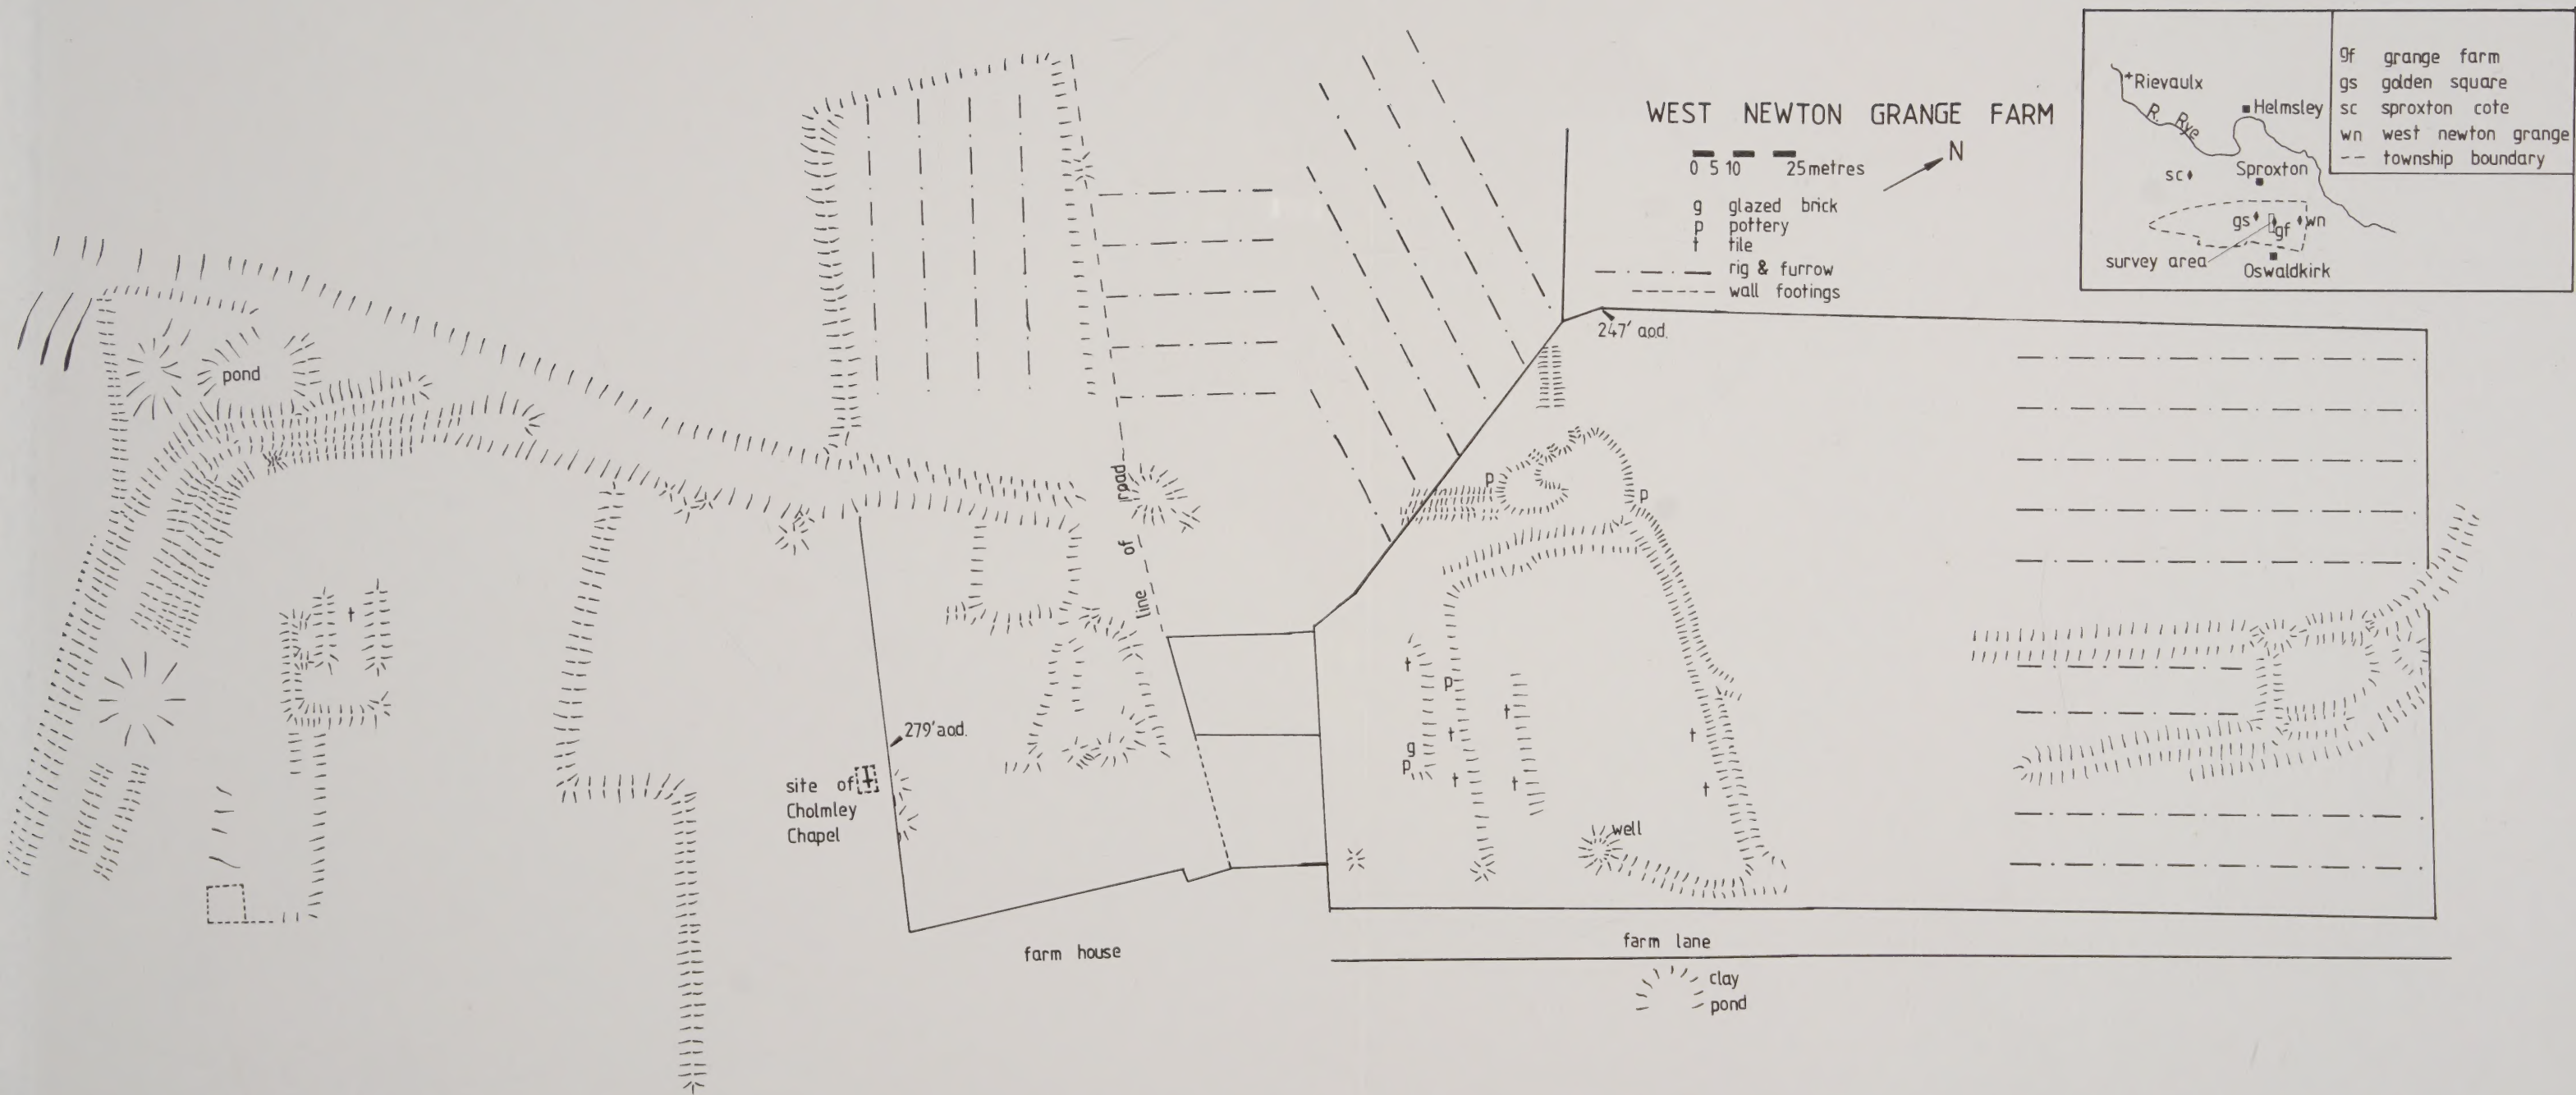 WEST NEWTON GRANGE FARM
0 5 10 25 metres
N
g glazed brick
p pottery
t tile
rig & furrow
wall footings
Rievaulx
R. Rye
Helmsley
sc
Sproxton
gs
gf
wn
survey area
Oswaldkirk
gf grange farm
gs golden square
sc sproxton cote
wn west newton grange
township boundary
247' a.o.d.
pond
line of road
p
p
t
t
p
t
t
g
t
t
p
t
t
279' a.o.d.
site of
Cholmley
Chapel
well
farm house
farm lane
clay
pond